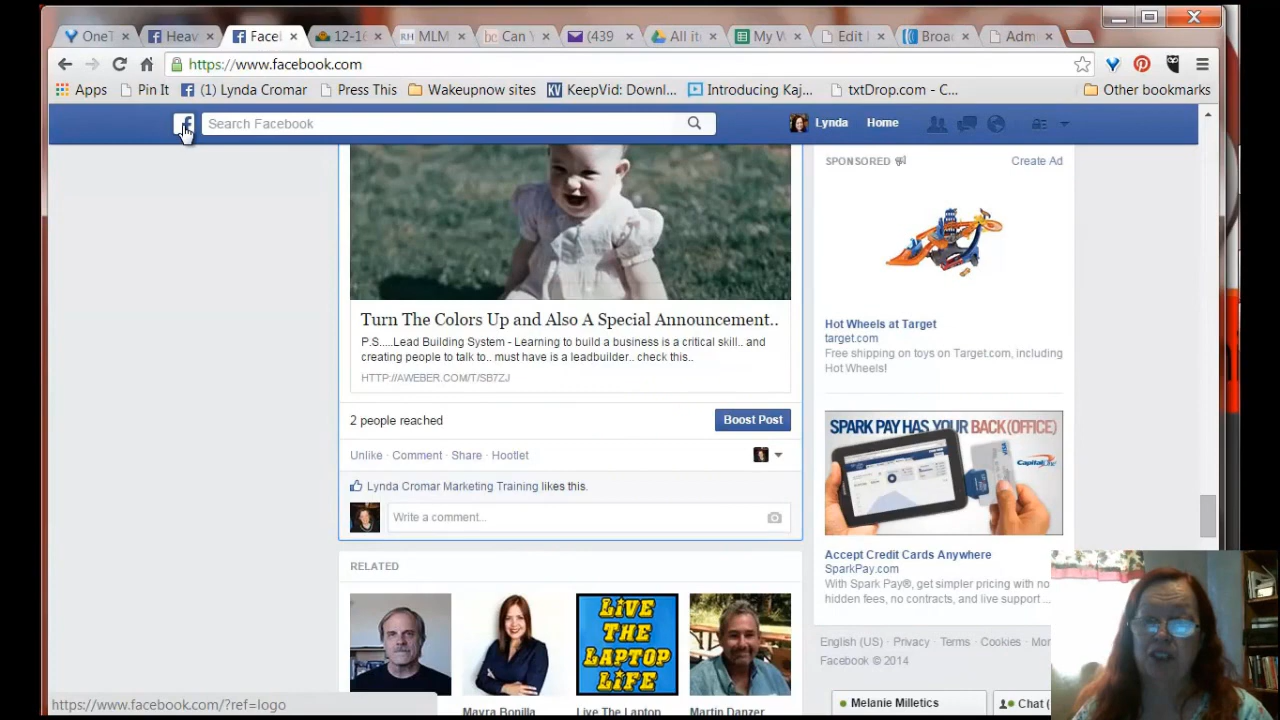 OneT
Heav
Facel
12-1
MLM
Can Y
(439
All it
My W
Edit
Broa
Adm
https://www.facebook.com
Apps
Pin It
(1) Lynda Cromar
Press This
Wakeupnow sites
KeepVid: Downl...
Introducing Kaj...
txtDrop.com - C...
Other bookmarks
Search Facebook
Lynda
Home
SPONSORED
Create Ad
Turn The Colors Up and Also A Special Announcement..
P.S.....Lead Building System - Learning to build a business is a critical skill.. and
creating people to talk to.. must have is a leadbuilder.. check this..
HTTP://AWEBER.COM/T/SB7ZJ
2 people reached
Boost Post
Unlike · Comment · Share · Hootlet
Lynda Cromar Marketing Training likes this.
Write a comment...
RELATED
LIVE
THE
LAPTOP
LIFE
Mayra Bonilla
Live The Laptop
Martin Danzer
Hot Wheels at Target
target.com
Free shipping on toys on Target.com, including
Hot Wheels!
SPARK PAY HAS YOUR BACK(OFFICE)
Accept Credit Cards Anywhere
SparkPay.com
With Spark Pay®, get simpler pricing with no
hidden fees, no contracts, and live support ...
English (US) · Privacy · Terms · Cookies · Mor
Facebook © 2014
Melanie Milletics
Chat (
https://www.facebook.com/?ref=logo